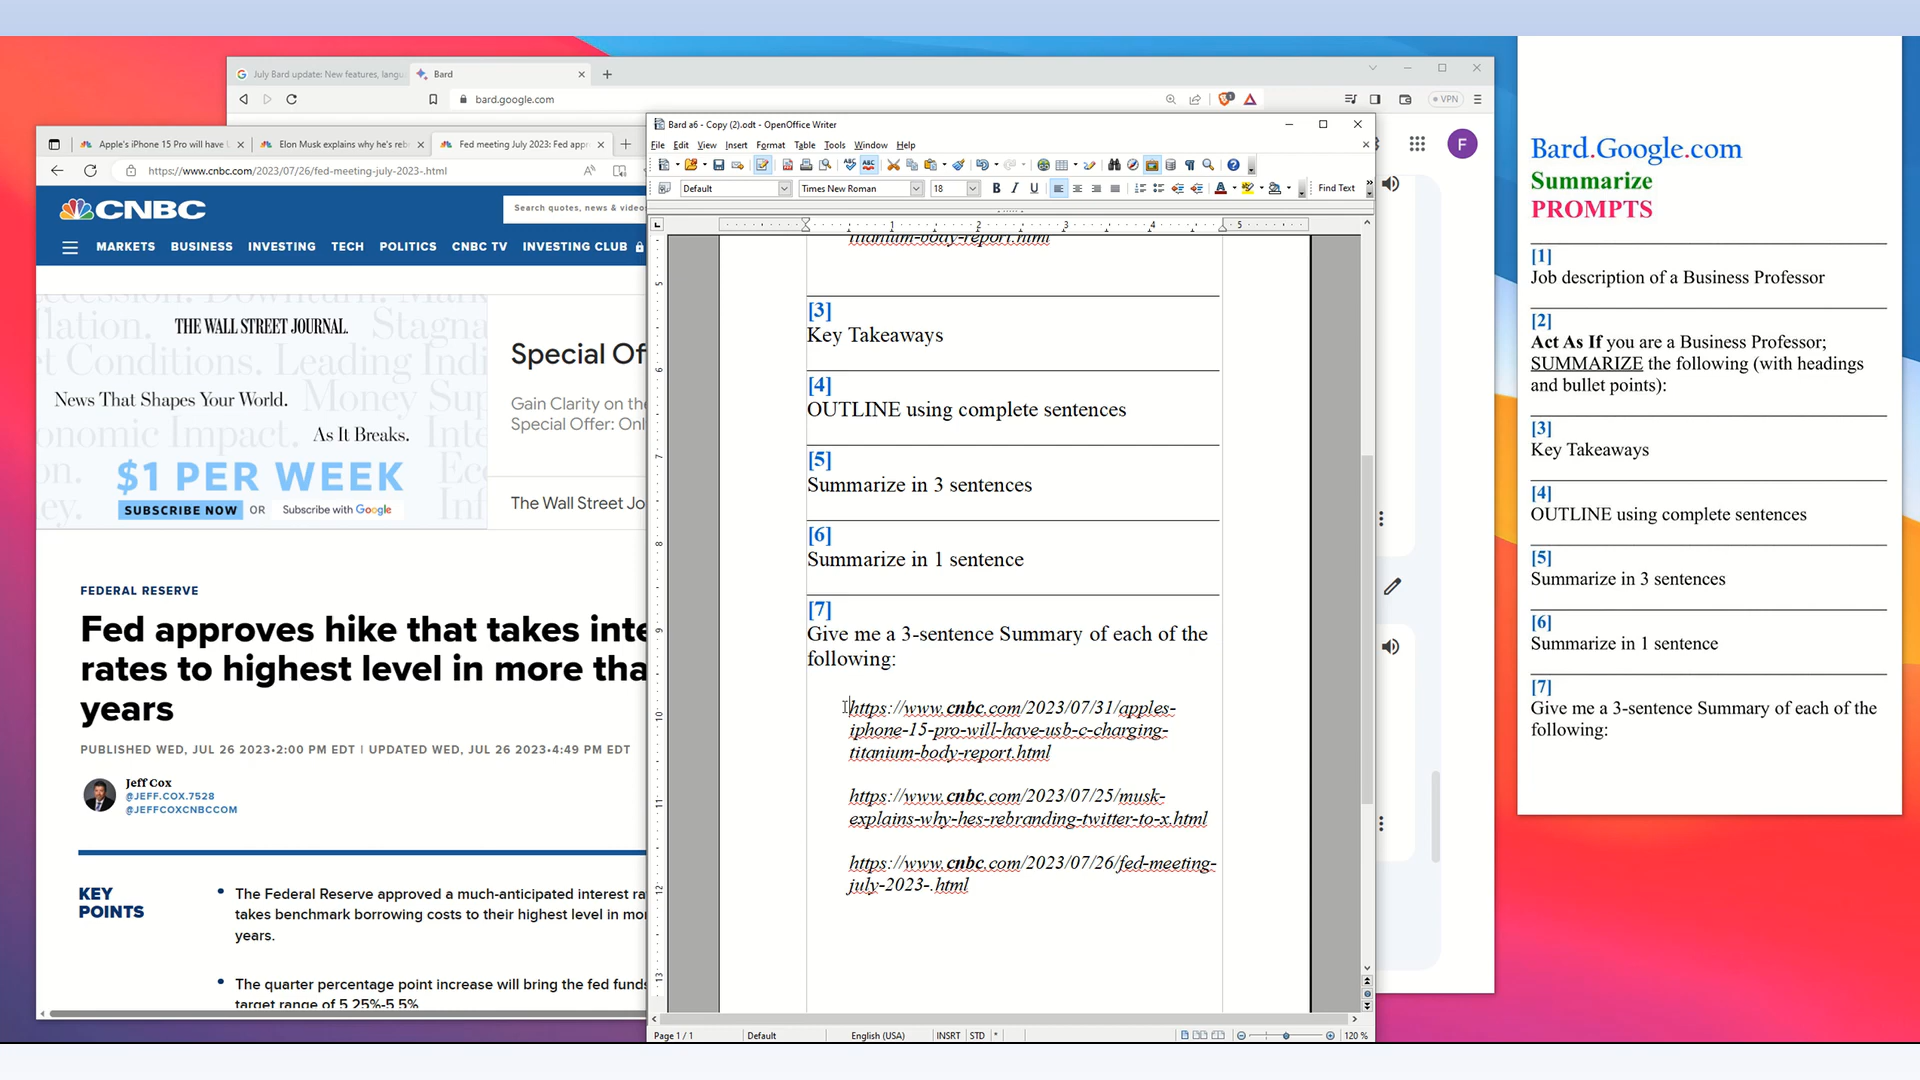 July Bard update: New features, langu
Bard
bard.google.com
VPN
Apple's iPhone 15 Pro will have l
Elon Musk explains why he's reb
Fed meeting July 2023: Fed appr
https://www.cnbc.com/2023/07/26/fed-meeting-july-2023-.html
CNBC
Search quotes, news & video
MARKETS BUSINESS INVESTING TECH POLITICS CNBC TV INVESTING CLUB
THE WALL STREET JOURNAL.
News That Shapes Your World.
As It Breaks.
$1 PER WEEK
SUBSCRIBE NOW OR Subscribe with Google
Special Of
Gain Clarity on the
Special Offer: Onl
The Wall Street Jo
FEDERAL RESERVE
Fed approves hike that takes inte
rates to highest level in more tha
years
PUBLISHED WED, JUL 26 2023•2:00 PM EDT | UPDATED WED, JUL 26 2023•4:49 PM EDT
Jeff Cox
@JEFF.COX.7528
@JEFFCOXCNBCCOM
KEY
POINTS
The Federal Reserve approved a much-anticipated interest ra
takes benchmark borrowing costs to their highest level in mor
years.
The quarter percentage point increase will bring the fed funds
target range of 5.25%-5.5%
Bard a6 - Copy (2).odt - OpenOffice Writer
File Edit View Insert Format Table Tools Window Help
Default
Times New Roman
18
Find Text
titanium-body-report.html
[3]
Key Takeaways
[4]
OUTLINE using complete sentences
[5]
Summarize in 3 sentences
[6]
Summarize in 1 sentence
[7]
Give me a 3-sentence Summary of each of the
following:
https://www.cnbc.com/2023/07/31/apples-
iphone-15-pro-will-have-usb-c-charging-
titanium-body-report.html
https://www.cnbc.com/2023/07/25/musk-
explains-why-hes-rebranding-twitter-to-x.html
https://www.cnbc.com/2023/07/26/fed-meeting-
july-2023-.html
Page 1 / 1
Default
English (USA)
INSRT
STD
*
120 %
F
Bard.Google.com
Summarize
PROMPTS
[1]
Job description of a Business Professor
[2]
Act As If you are a Business Professor;
SUMMARIZE the following (with headings
and bullet points):
[3]
Key Takeaways
[4]
OUTLINE using complete sentences
[5]
Summarize in 3 sentences
[6]
Summarize in 1 sentence
[7]
Give me a 3-sentence Summary of each of the
following: